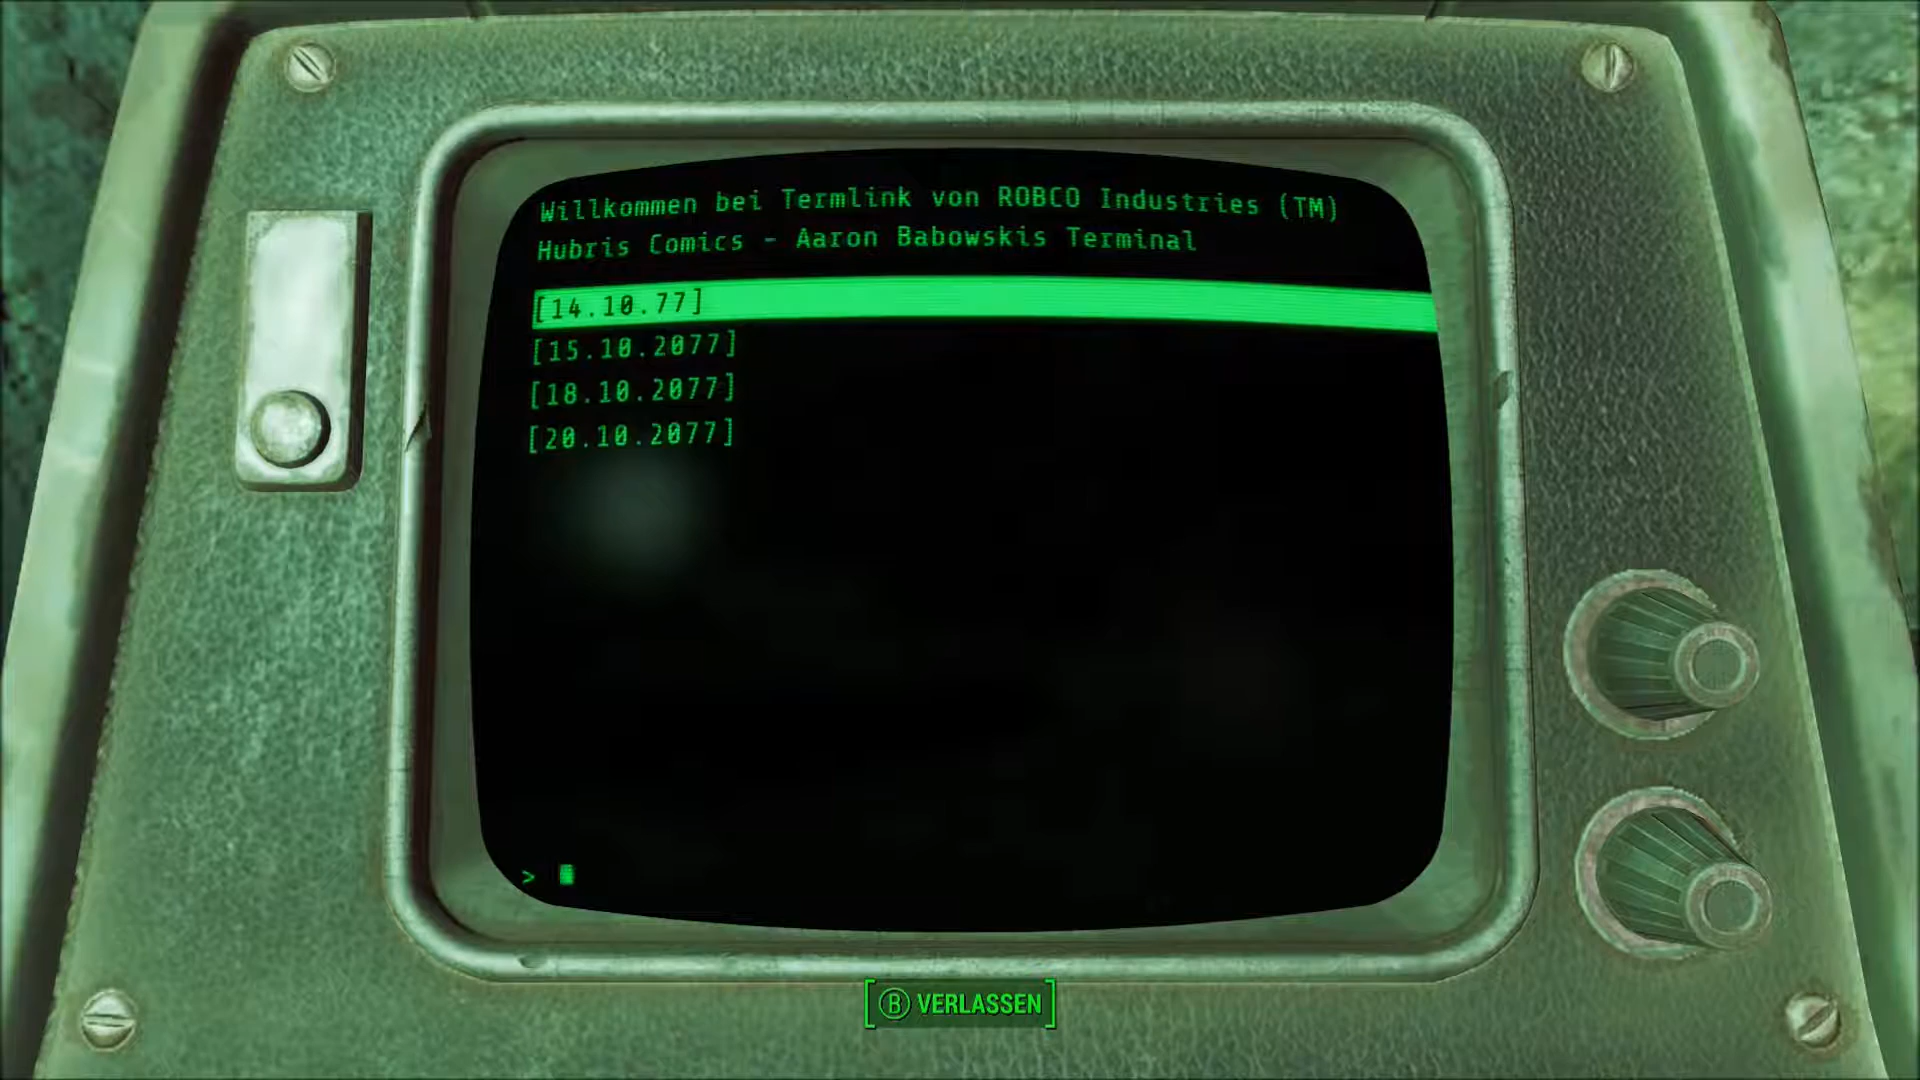 Willkommen bei Termlink von ROBCO Industries (TM)
Hubris Comics - Aaron Babowskis Terminal
[14.10.77]
[15.10.2077]
[18.10.2077]
[20.10.2077]
>
[Ⓑ VERLASSEN]